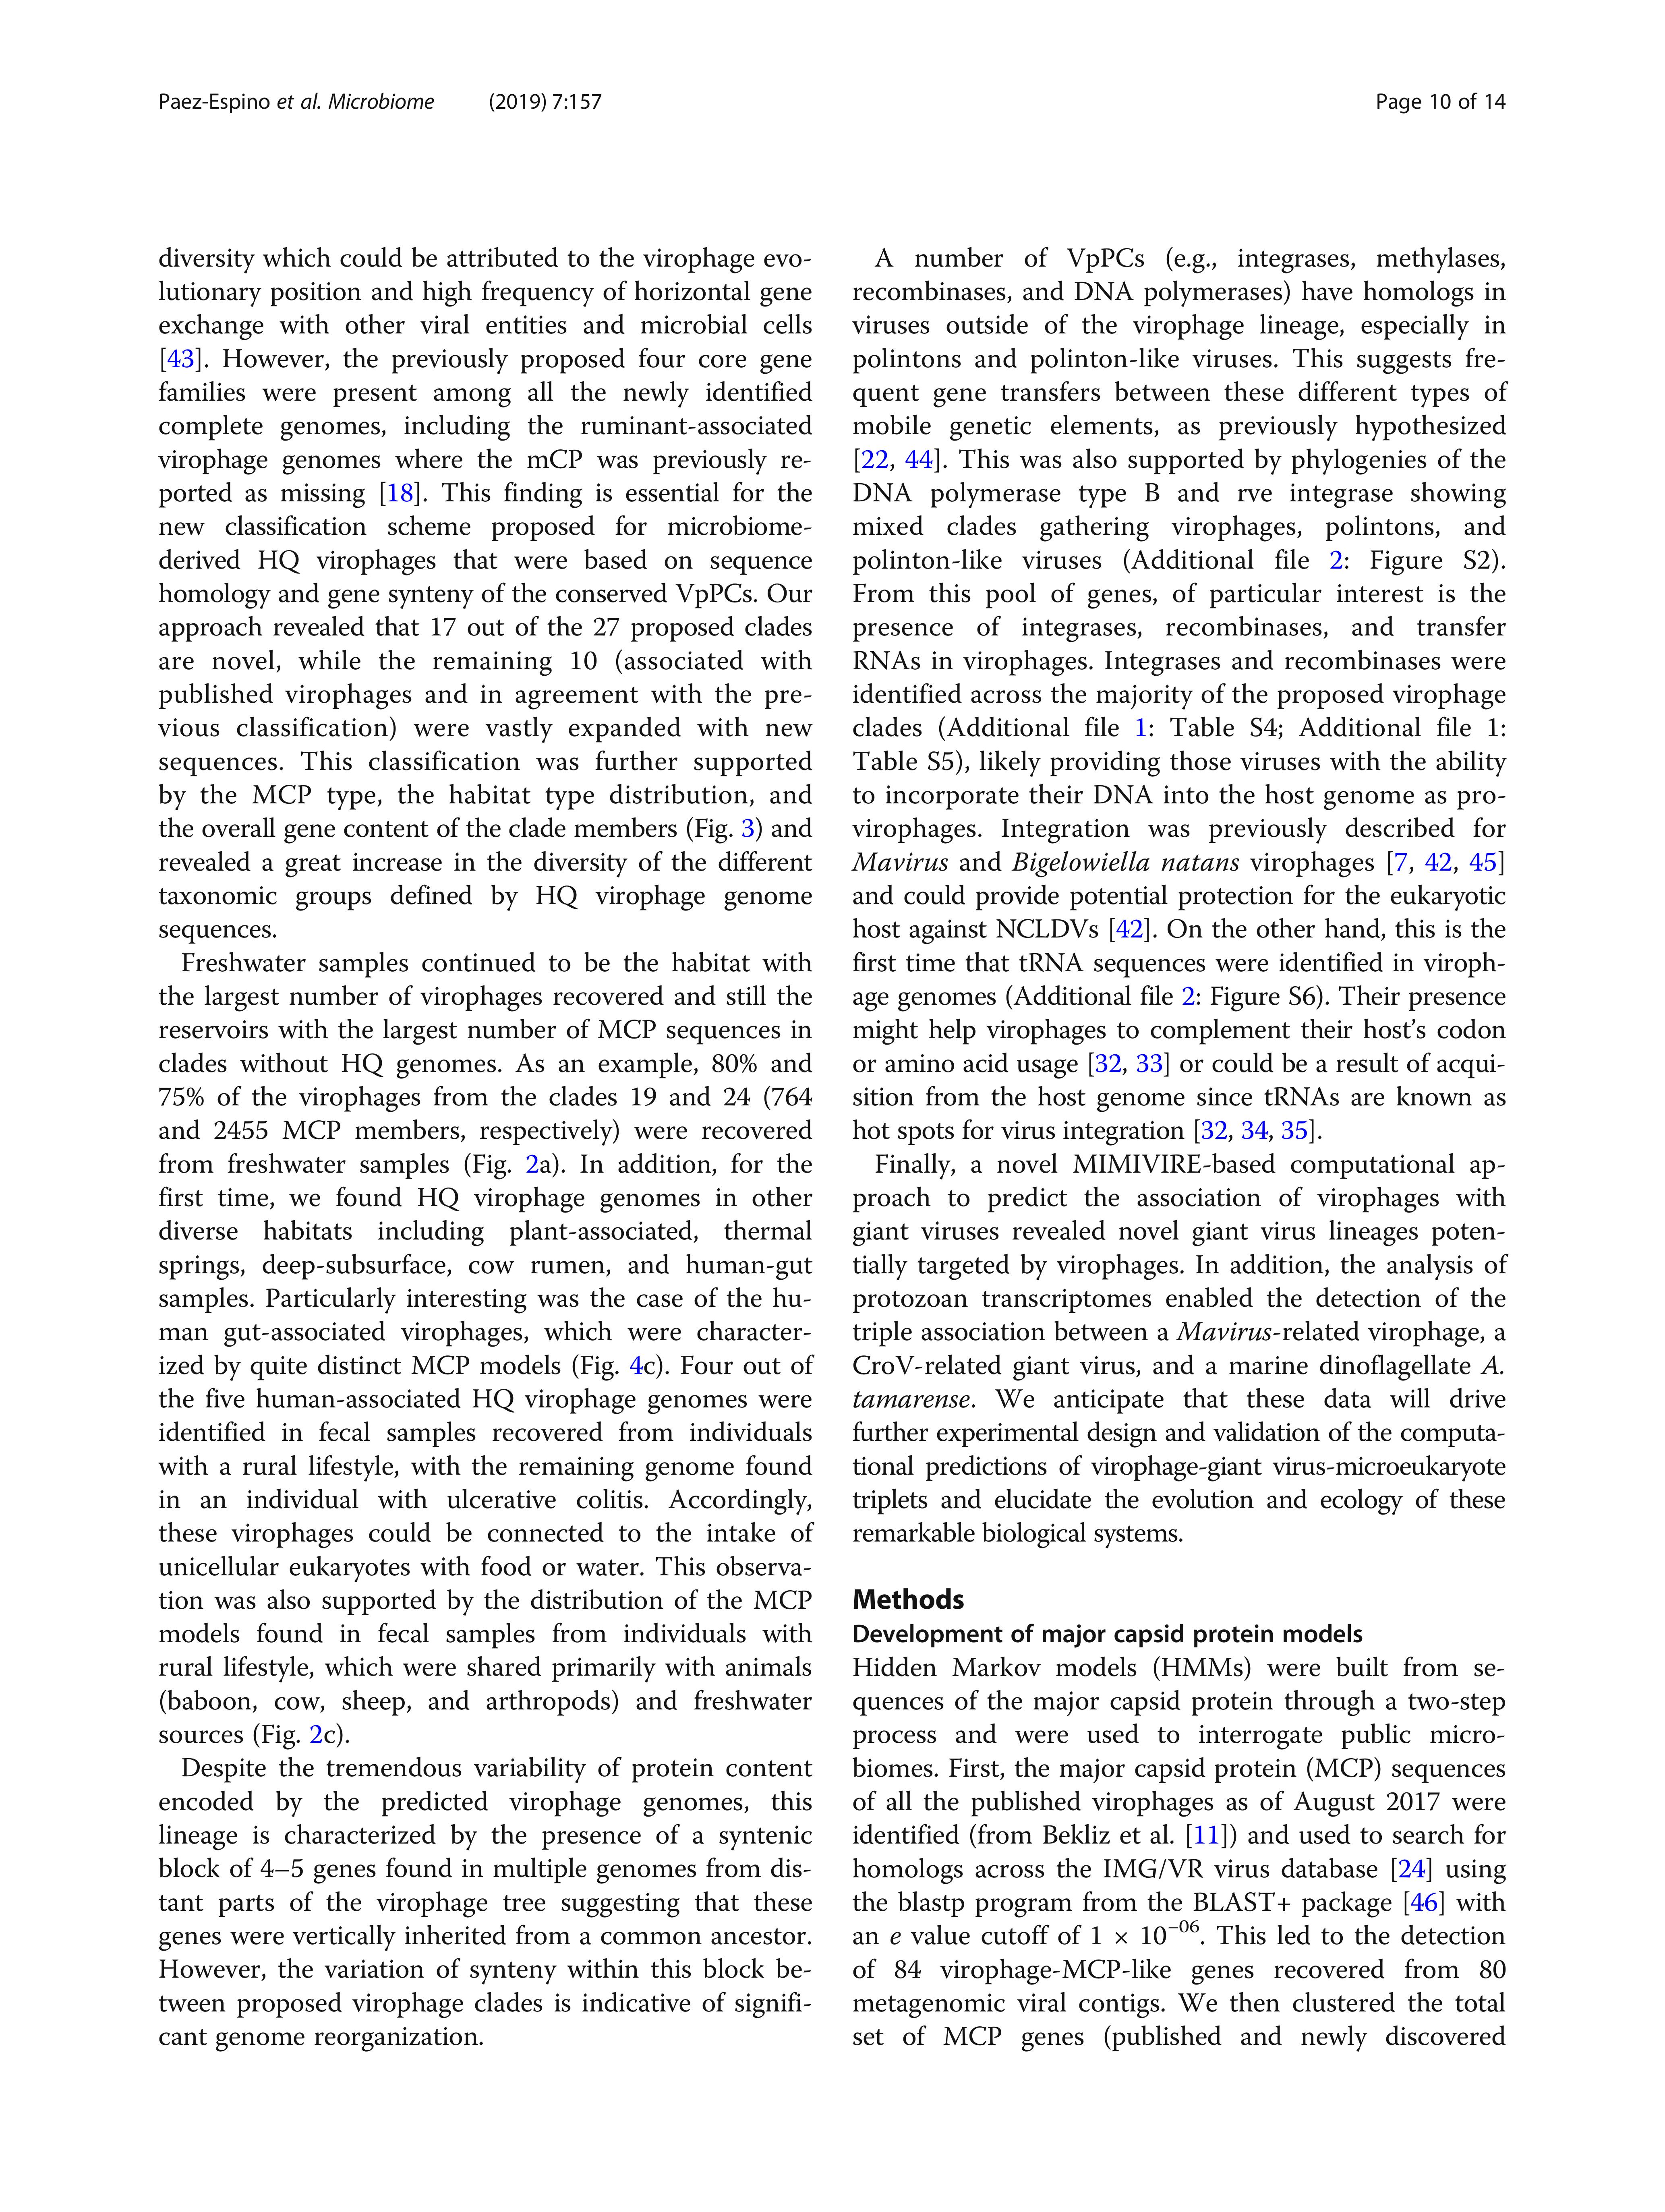 Paez-Espino et al. Microbiome (2019) 7:157 Page 10 of 14
diversity which could be attributed to the virophage evo-
lutionary position and high frequency of horizontal gene
exchange with other viral entities and microbial cells
[43]. However, the previously proposed four core gene
families were present among all the newly identified
complete genomes, including the ruminant-associated
virophage genomes where the mCP was previously re-
ported as missing [18]. This finding is essential for the
new classification scheme proposed for microbiome-
derived HQ virophages that were based on sequence
homology and gene synteny of the conserved VpPCs. Our
approach revealed that 17 out of the 27 proposed clades
are novel, while the remaining 10 (associated with
published virophages and in agreement with the pre-
vious classification) were vastly expanded with new
sequences. This classification was further supported
by the MCP type, the habitat type distribution, and
the overall gene content of the clade members (Fig. 3) and
revealed a great increase in the diversity of the different
taxonomic groups defined by HQ virophage genome
sequences.
Freshwater samples continued to be the habitat with
the largest number of virophages recovered and still the
reservoirs with the largest number of MCP sequences in
clades without HQ genomes. As an example, 80% and
75% of the virophages from the clades 19 and 24 (764
and 2455 MCP members, respectively) were recovered
from freshwater samples (Fig. 2a). In addition, for the
first time, we found HQ virophage genomes in other
diverse habitats including plant-associated, thermal
springs, deep-subsurface, cow rumen, and human-gut
samples. Particularly interesting was the case of the hu-
man gut-associated virophages, which were character-
ized by quite distinct MCP models (Fig. 4c). Four out of
the five human-associated HQ virophage genomes were
identified in fecal samples recovered from individuals
with a rural lifestyle, with the remaining genome found
in an individual with ulcerative colitis. Accordingly,
these virophages could be connected to the intake of
unicellular eukaryotes with food or water. This observa-
tion was also supported by the distribution of the MCP
models found in fecal samples from individuals with
rural lifestyle, which were shared primarily with animals
(baboon, cow, sheep, and arthropods) and freshwater
sources (Fig. 2c).
Despite the tremendous variability of protein content
encoded by the predicted virophage genomes, this
lineage is characterized by the presence of a syntenic
block of 4–5 genes found in multiple genomes from dis-
tant parts of the virophage tree suggesting that these
genes were vertically inherited from a common ancestor.
However, the variation of synteny within this block be-
tween proposed virophage clades is indicative of signifi-
cant genome reorganization.
A number of VpPCs (e.g., integrases, methylases,
recombinases, and DNA polymerases) have homologs in
viruses outside of the virophage lineage, especially in
polintons and polinton-like viruses. This suggests fre-
quent gene transfers between these different types of
mobile genetic elements, as previously hypothesized
[22, 44]. This was also supported by phylogenies of the
DNA polymerase type B and rve integrase showing
mixed clades gathering virophages, polintons, and
polinton-like viruses (Additional file 2: Figure S2).
From this pool of genes, of particular interest is the
presence of integrases, recombinases, and transfer
RNAs in virophages. Integrases and recombinases were
identified across the majority of the proposed virophage
clades (Additional file 1: Table S4; Additional file 1:
Table S5), likely providing those viruses with the ability
to incorporate their DNA into the host genome as pro-
virophages. Integration was previously described for
Mavirus and Bigelowiella natans virophages [7, 42, 45]
and could provide potential protection for the eukaryotic
host against NCLDVs [42]. On the other hand, this is the
first time that tRNA sequences were identified in viroph-
age genomes (Additional file 2: Figure S6). Their presence
might help virophages to complement their host's codon
or amino acid usage [32, 33] or could be a result of acqui-
sition from the host genome since tRNAs are known as
hot spots for virus integration [32, 34, 35].
Finally, a novel MIMIVIRE-based computational ap-
proach to predict the association of virophages with
giant viruses revealed novel giant virus lineages poten-
tially targeted by virophages. In addition, the analysis of
protozoan transcriptomes enabled the detection of the
triple association between a Mavirus-related virophage, a
CroV-related giant virus, and a marine dinoflagellate A.
tamarense. We anticipate that these data will drive
further experimental design and validation of the computa-
tional predictions of virophage-giant virus-microeukaryote
triplets and elucidate the evolution and ecology of these
remarkable biological systems.
Methods
Development of major capsid protein models
Hidden Markov models (HMMs) were built from se-
quences of the major capsid protein through a two-step
process and were used to interrogate public micro-
biomes. First, the major capsid protein (MCP) sequences
of all the published virophages as of August 2017 were
identified (from Bekliz et al. [11]) and used to search for
homologs across the IMG/VR virus database [24] using
the blastp program from the BLAST+ package [46] with
an e value cutoff of 1 × 10⁻⁰⁶. This led to the detection
of 84 virophage-MCP-like genes recovered from 80
metagenomic viral contigs. We then clustered the total
set of MCP genes (published and newly discovered